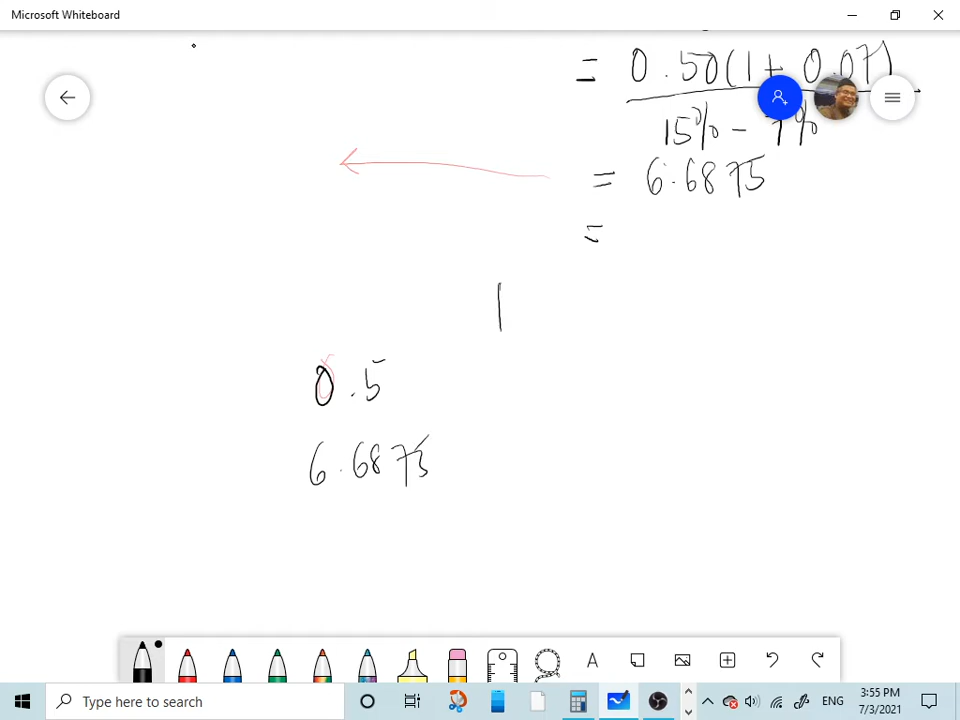 Microsoft Whiteboard
= 0.50(1 + 0.07)
15% - 7%
= 6.6875
=
1
0.5
6.6875
A
Type here to search
ENG
3:55 PM
7/3/2021